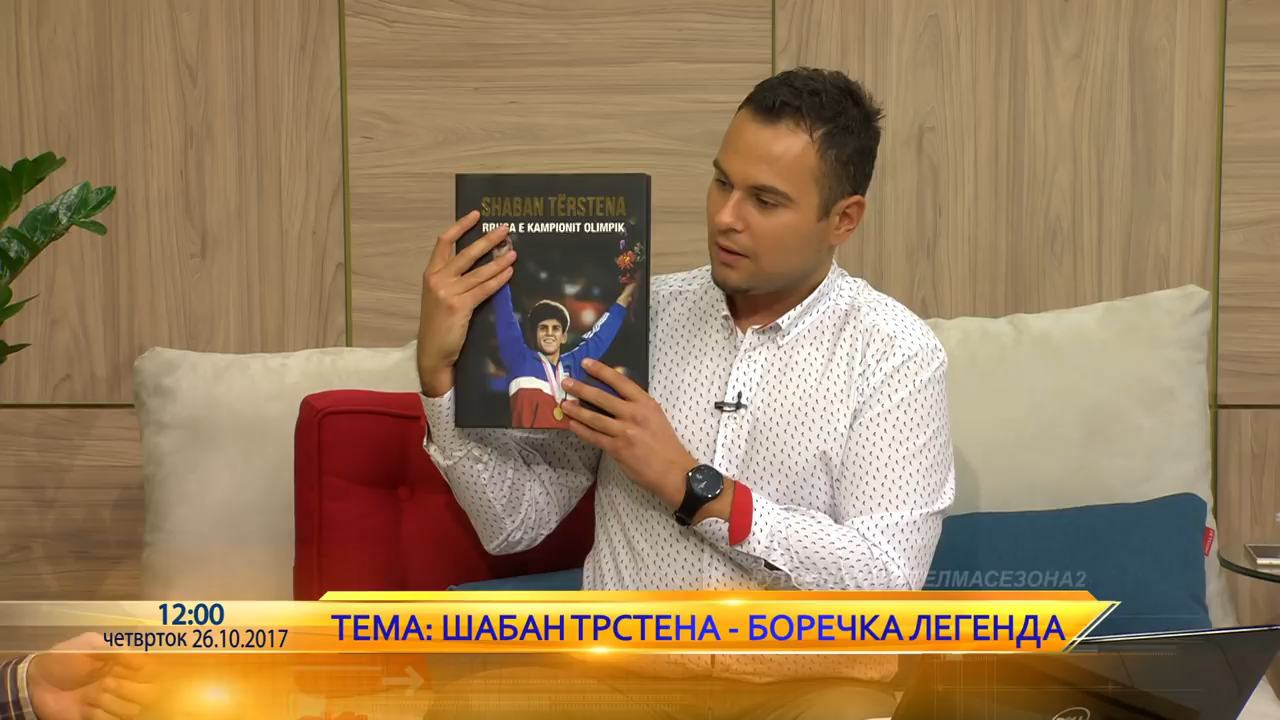 SHABAN TËRSTENA
RRUGA E KAMPIONIT OLIMPIK
12:00
четврток 26.10.2017
ТЕМА: ШАБАН ТРСТЕНА - БОРЕЧКА ЛЕГЕНДА